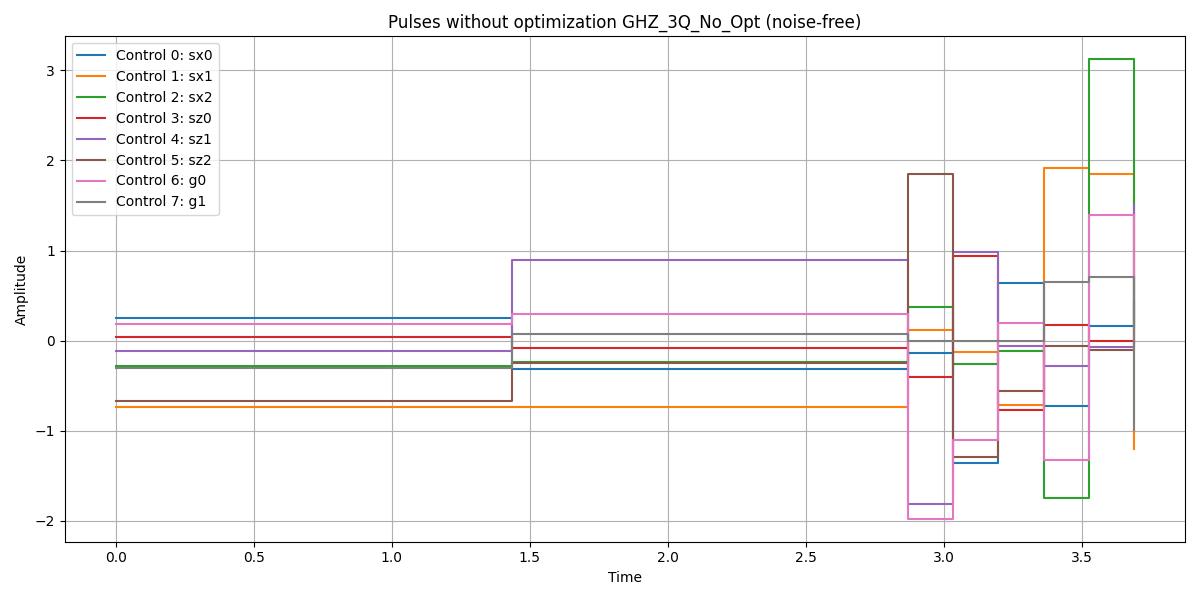 Pulses without optimization GHZ_3Q_No_Opt (noise-free)
Control 0: sx0
Control 1: sx1
Control 2: sx2
Control 3: sz0
Control 4: sz1
Control 5: sz2
Control 6: g0
Control 7: g1
Amplitude
3
2
1
0
−1
−2
0.0 0.5 1.0 1.5 2.0 2.5 3.0 3.5
Time